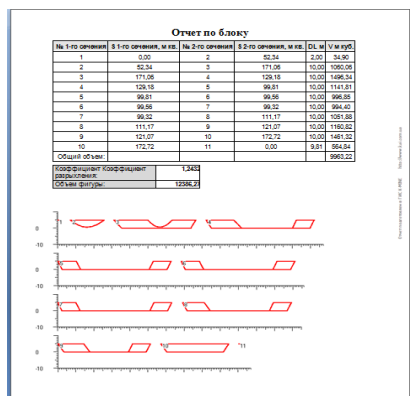 Отчет по блоку
№ 1-го сечения S 1-го сечения, м кв. № 2-го сечения S 2-го сечения, м кв. DL м V м куб.
1 0,00 2 52,34 2,00 34,90
2 52,34 3 171,06 10,00 1060,06
3 171,06 4 129,18 10,00 1496,34
4 129,18 5 99,81 10,00 1141,81
5 99,81 6 99,56 10,00 996,85
6 99,56 7 99,32 10,00 994,40
7 99,32 8 111,17 10,00 1051,88
8 111,17 9 121,07 10,00 1160,82
9 121,07 10 172,72 10,00 1461,32
10 172,72 11 0,00 9,81 564,84
Общий объем: 9963,22
Коэффициент Коэффициент разрыхления: 1,2432
Объем фигуры: 12386,27
0
-10
0
-10
0
-10
0
-10
11